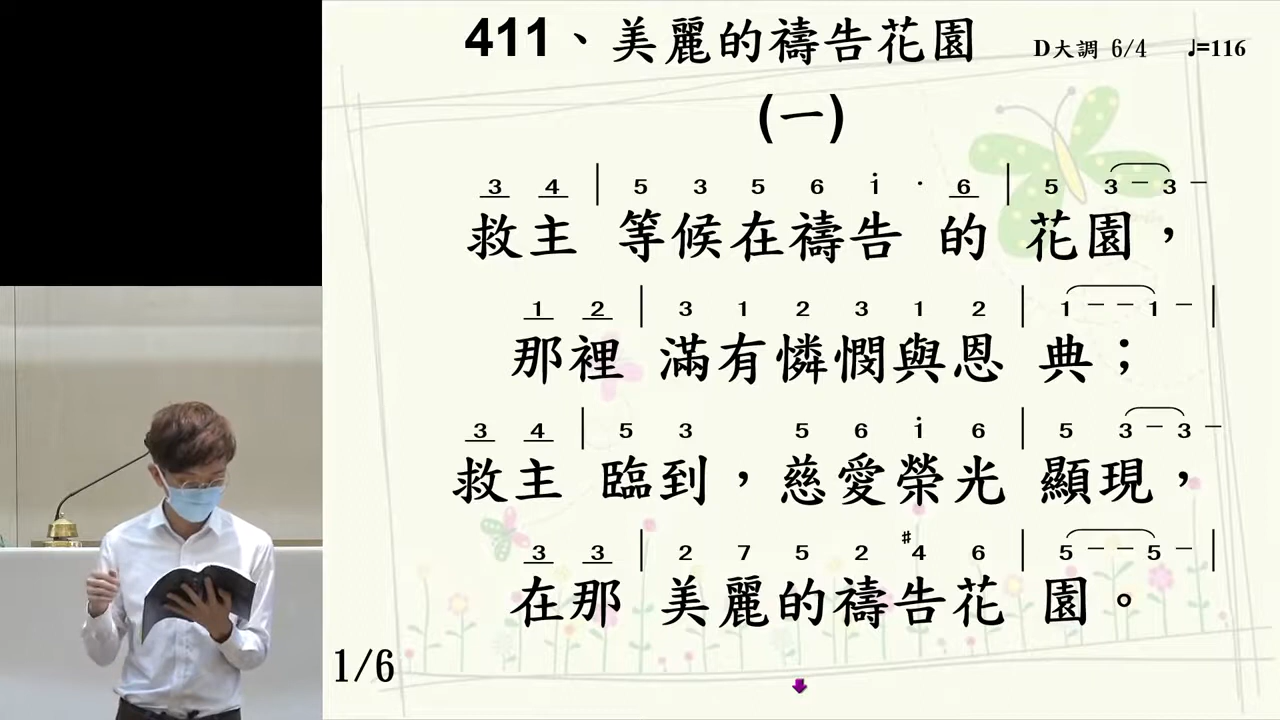 411、美麗的禱告花園 D大調 6/4 ♩=116
(一)
3 4 | 5 3 5 6 i · 6 | 5 3 － 3 －
救主 等候在禱告 的 花園，
1 2 | 3 1 2 3 1 2 | 1 － － 1 － |
那裡 滿有憐憫與恩 典；
3 4 | 5 3 5 6 i 6 | 5 3 － 3 －
救主 臨到，慈愛榮光 顯現，
3 3 | 2 7 5 2 #4 6 | 5 － － 5 － |
在那 美麗的禱告花 園。
1/6